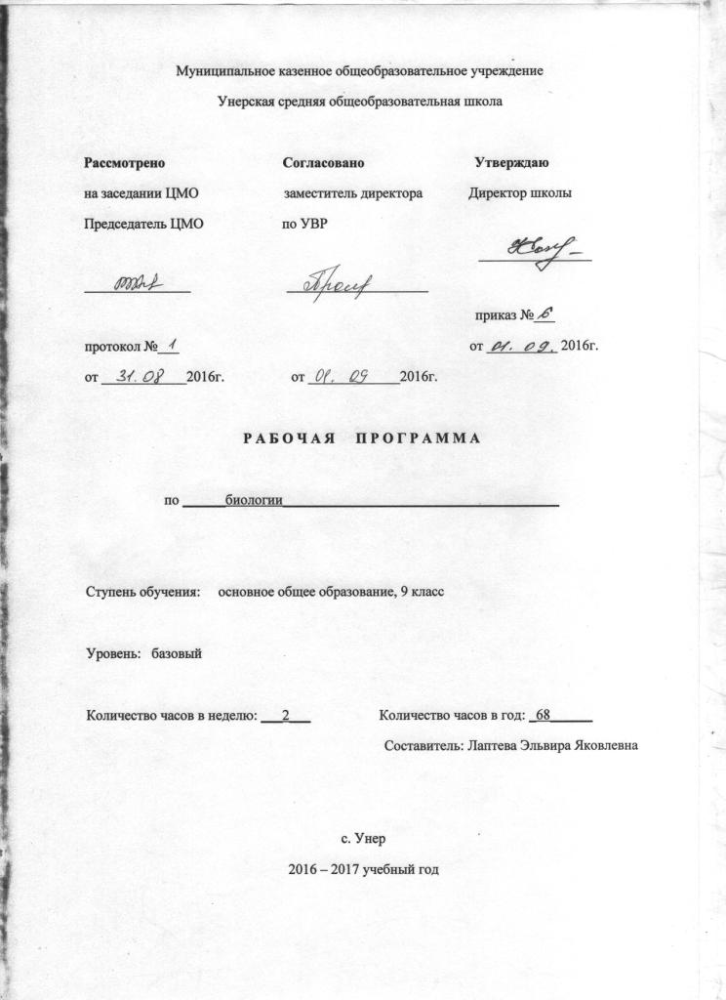 Муниципальное казенное общеобразовательное учреждение
Унерская средняя общеобразовательная школа
Рассмотрено Согласовано Утверждаю
на заседании ЦМО заместитель директора Директор школы
Председатель ЦМО по УВР
приказ № 6
протокол № 1 от 01.09. 2016г.
от 31.08 2016г. от 01.09 2016г.
РАБОЧАЯ ПРОГРАММА
по биологии
Ступень обучения: основное общее образование, 9 класс
Уровень: базовый
Количество часов в неделю: 2 Количество часов в год: 68
Составитель: Лаптева Эльвира Яковлевна
с. Унер
2016 – 2017 учебный год